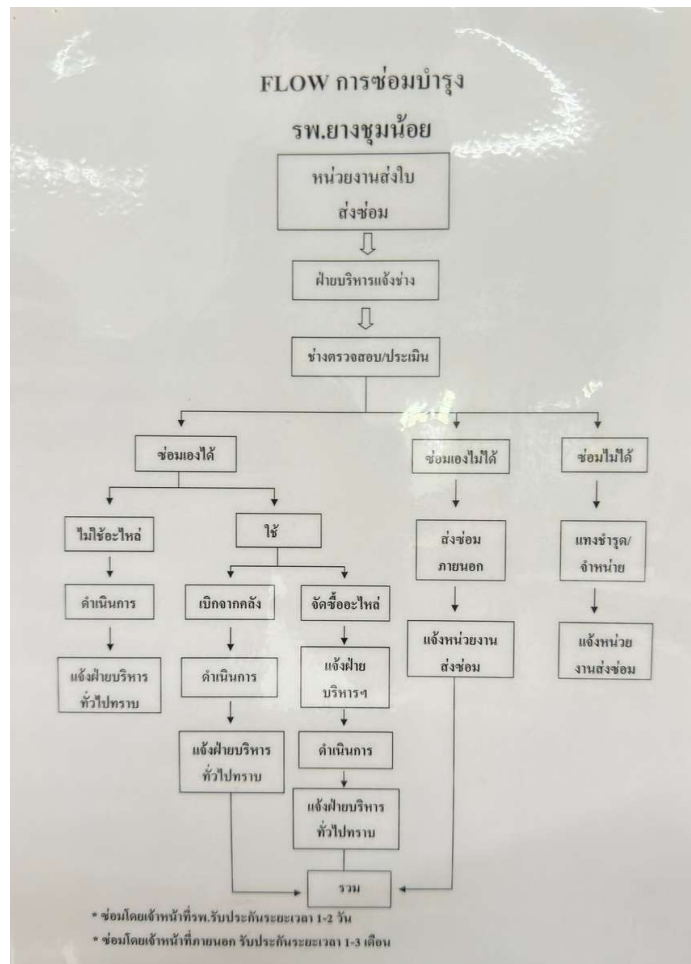 FLOW การซ่อมบำรุง
รพ.ยางชุมน้อย
หน่วยงานส่งใบ
ส่งซ่อม
ฝ่ายบริหารแจ้งช่าง
ช่างตรวจสอบ/ประเมิน
ซ่อมเองได้
ซ่อมเองไม่ได้
ซ่อมไม่ได้
ไม่ใช้อะไหล่
ใช้
ส่งซ่อม
ภายนอก
แทงชำรุด/
จำหน่าย
ดำเนินการ
เบิกจากคลัง
จัดซื้ออะไหล่
แจ้งหน่วยงาน
ส่งซ่อม
แจ้งหน่วย
งานส่งซ่อม
แจ้งฝ่ายบริหาร
ทั่วไปทราบ
ดำเนินการ
แจ้งฝ่าย
บริหารฯ
แจ้งฝ่ายบริหาร
ทั่วไปทราบ
ดำเนินการ
แจ้งฝ่ายบริหาร
ทั่วไปทราบ
รวม
* ซ่อมโดยเจ้าหน้าที่รพ.รับประกันระยะเวลา 1-2 วัน
* ซ่อมโดยเจ้าหน้าที่ภายนอก รับประกันระยะเวลา 1-3 เดือน